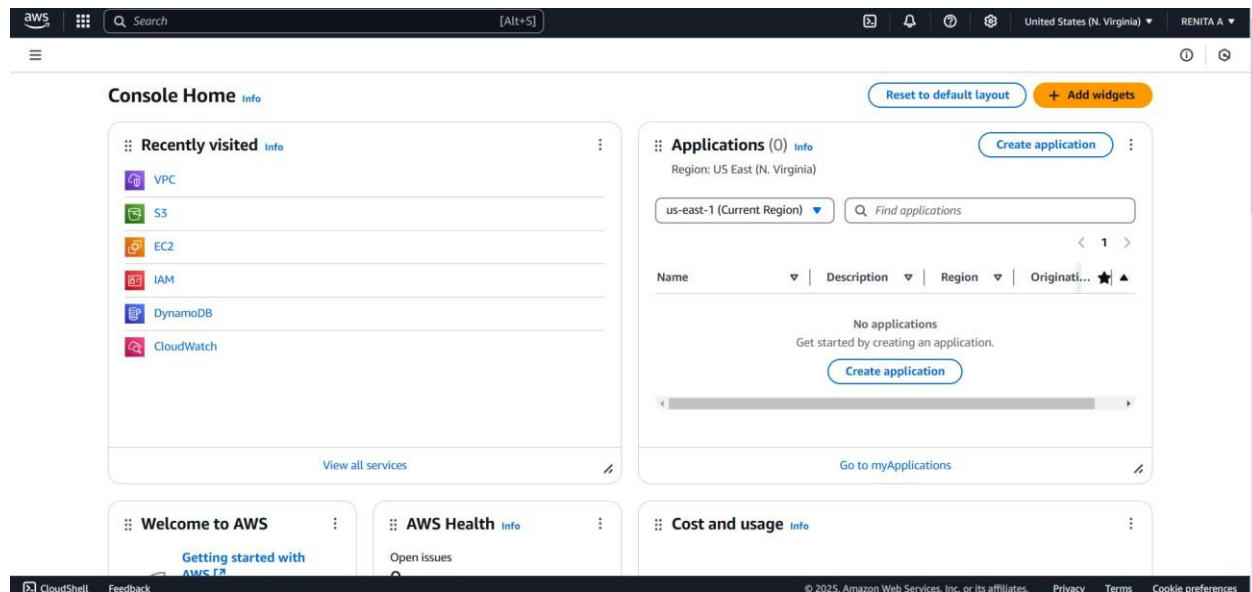 aws Search [Alt+S] United States (N. Virginia) ▼ RENITA A ▼
Console Home Info
Reset to default layout + Add widgets
Recently visited Info
VPC
S3
EC2
IAM
DynamoDB
CloudWatch
View all services
Applications (0) Info Create application
Region: US East (N. Virginia)
us-east-1 (Current Region) ▼ Find applications
< 1 >
Name Description Region Originati...
No applications
Get started by creating an application.
Create application
Go to myApplications
Welcome to AWS
Getting started with
AWS
AWS Health Info
Open issues
Cost and usage Info
CloudShell Feedback © 2025, Amazon Web Services, Inc. or its affiliates. Privacy Terms Cookie preferences